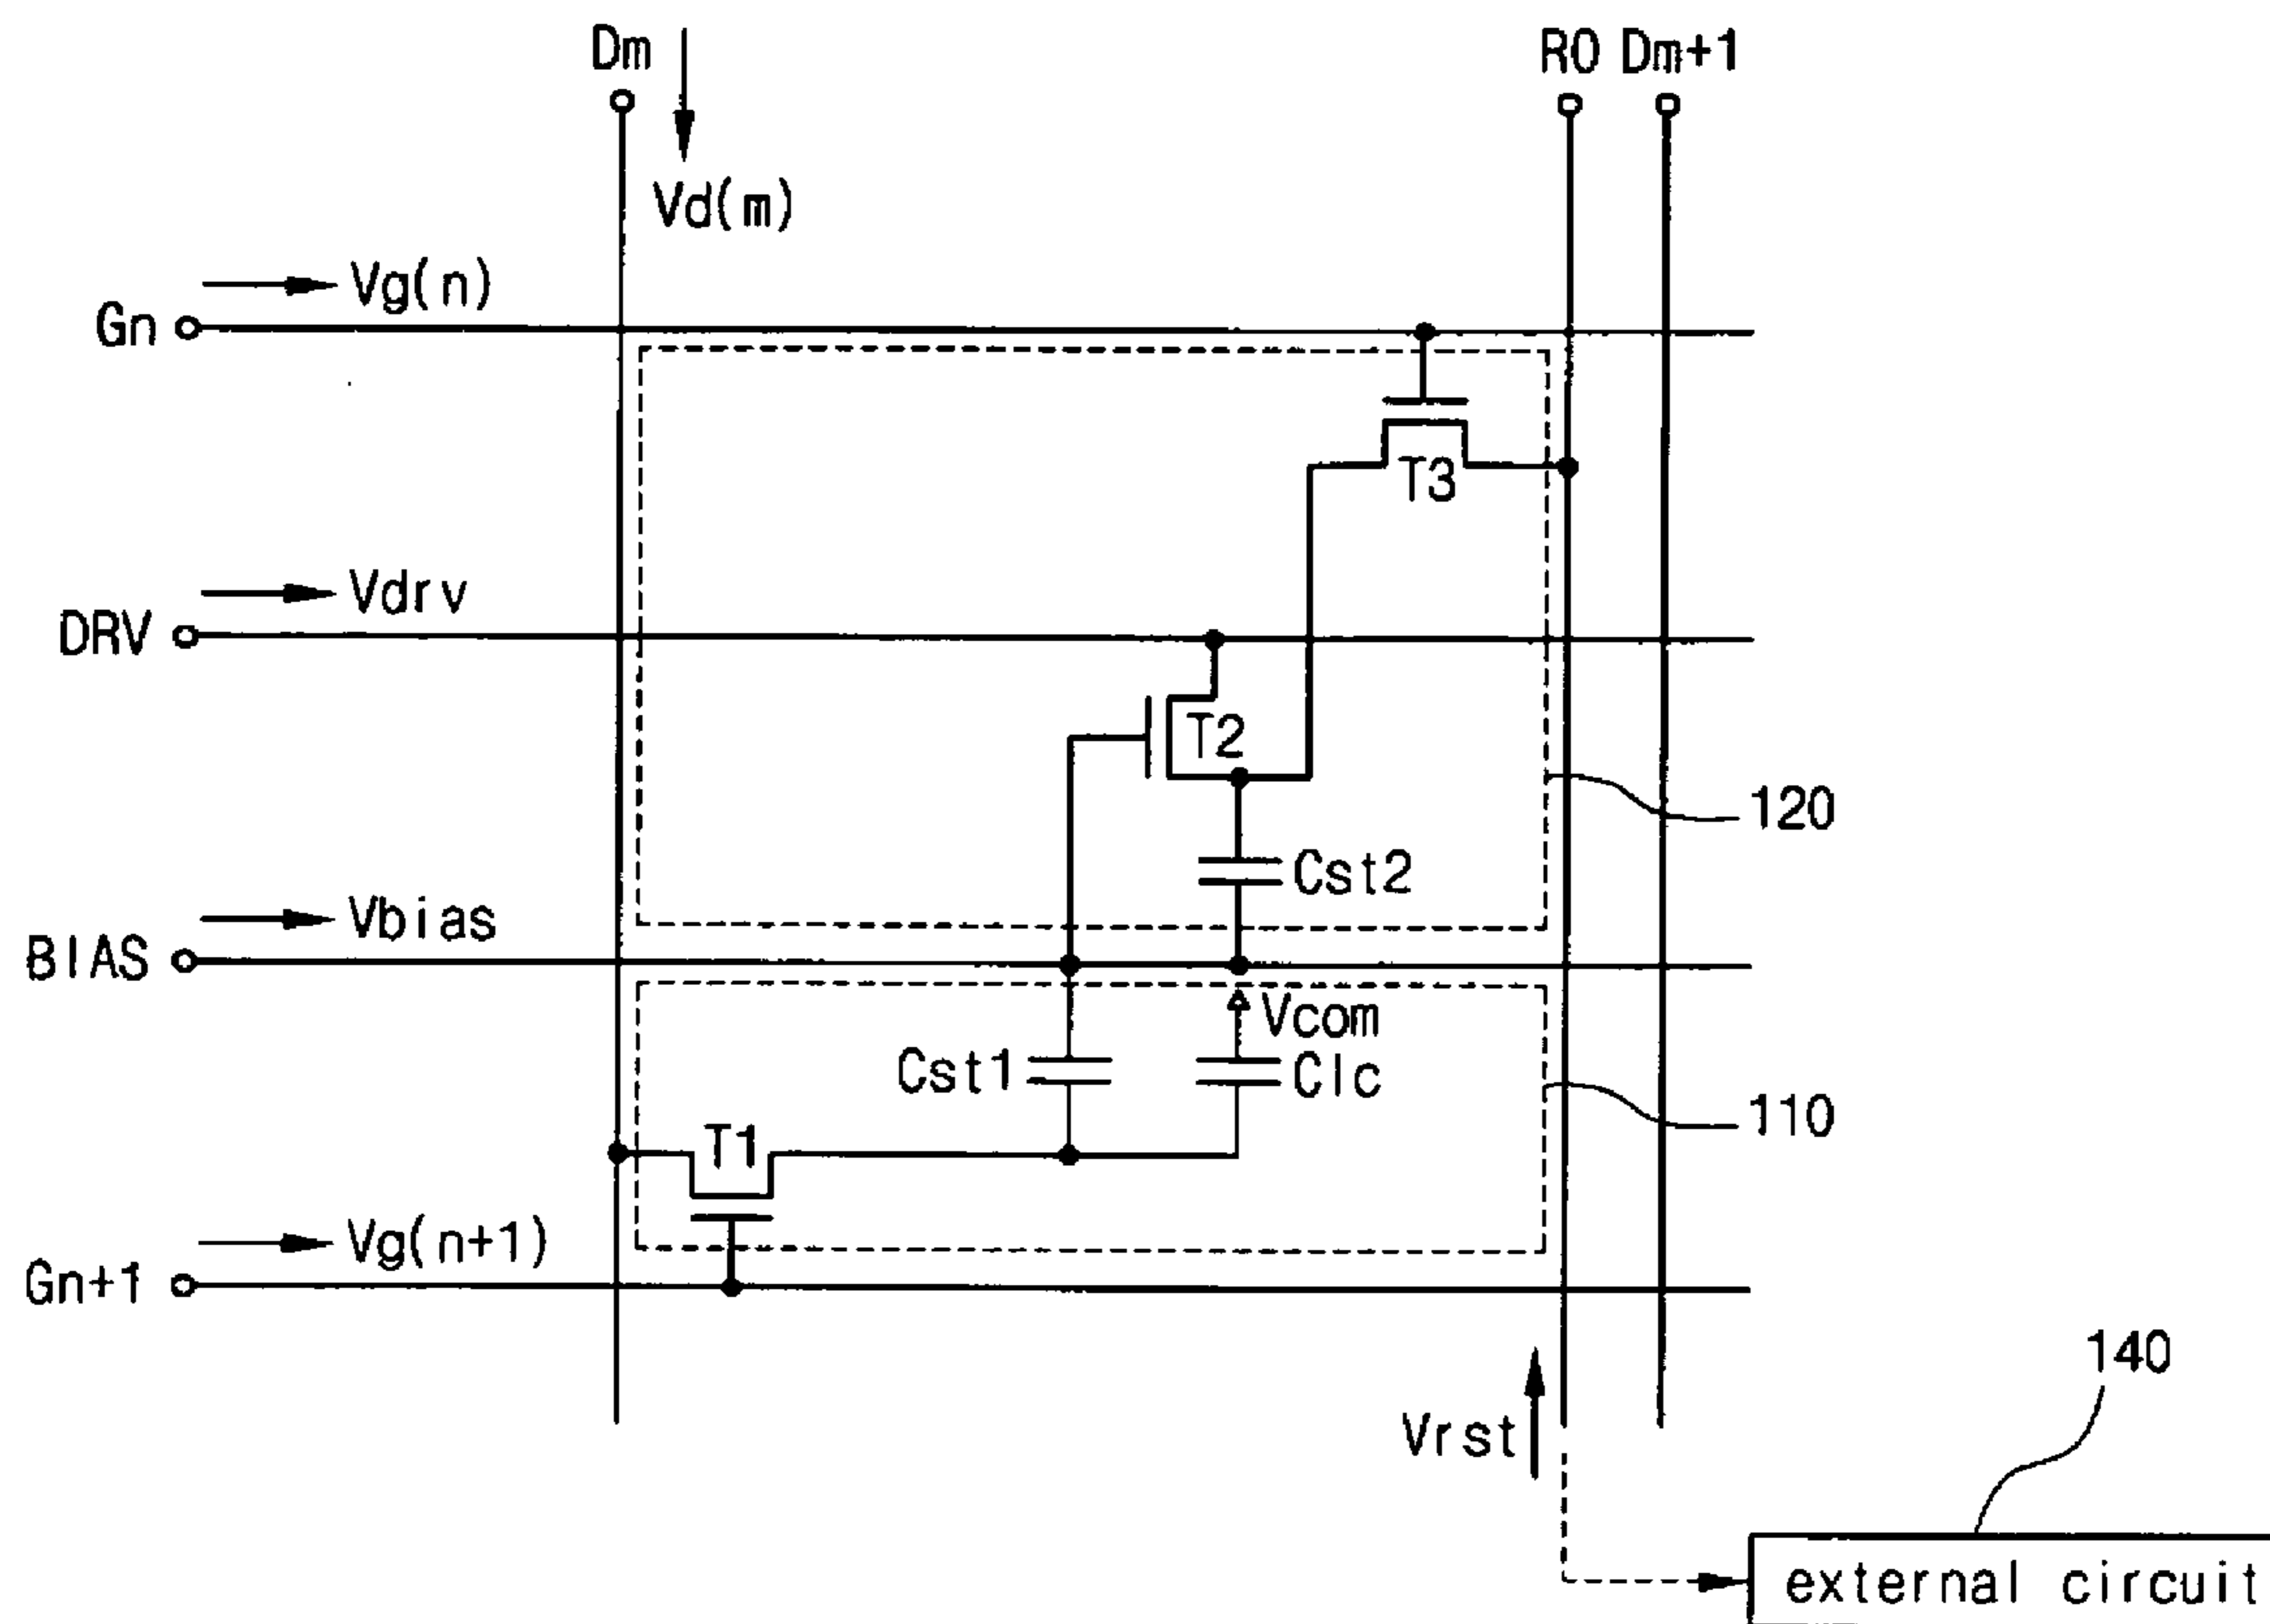 Dm
R0 Dm+1
Vd(m)
Vg(n)
Gn
T3
Vdrv
DRV
T2
120
Cst2
Vbias
BIAS
Vcom
Cst1
Clc
110
T1
Vg(n+1)
Gn+1
140
Vrst
external circuit